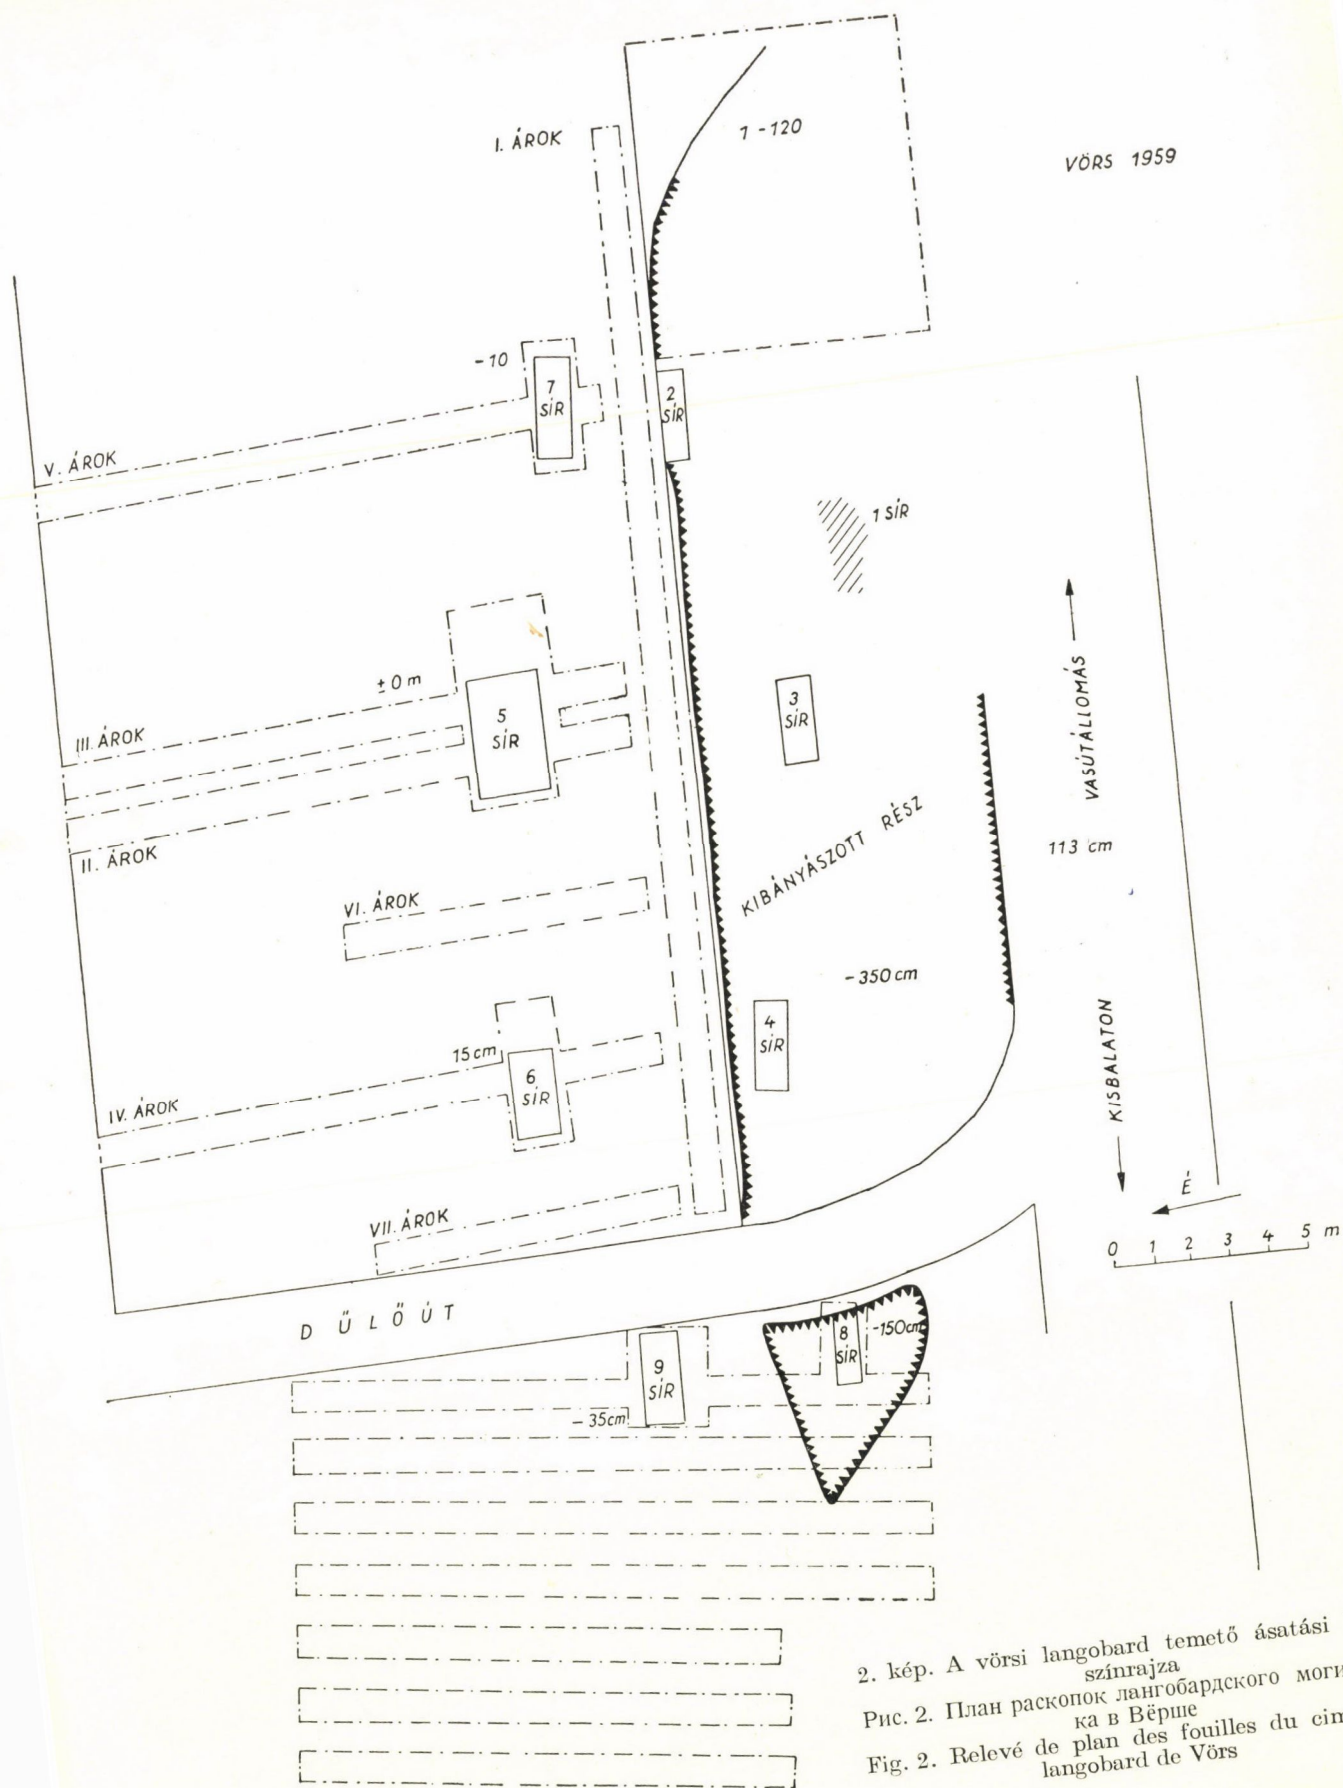 I. ÁROK
1 -120
VÖRS 1959
-10
7
SÍR
2
SÍR
V. ÁROK
1 SÍR
± 0 m
III. ÁROK
5
SÍR
3
SÍR
VASÚTÁLLOMÁS
II. ÁROK
KIBÁNYÁSZOTT RÉSZ
113 cm
VI. ÁROK
-350 cm
4
SÍR
15 cm
6
SÍR
KISBALATON
IV. ÁROK
É
VII. ÁROK
0 1 2 3 4 5 m
DŰLŐÚT
8
SÍR
-150cm
9
SÍR
-35cm
2. kép. A vörsi langobard temető ásatási
színrajza
Рис. 2. План раскопок лангобардского моги
ка в Вёрше
Fig. 2. Relevé de plan des fouilles du cim
langobard de Vörs